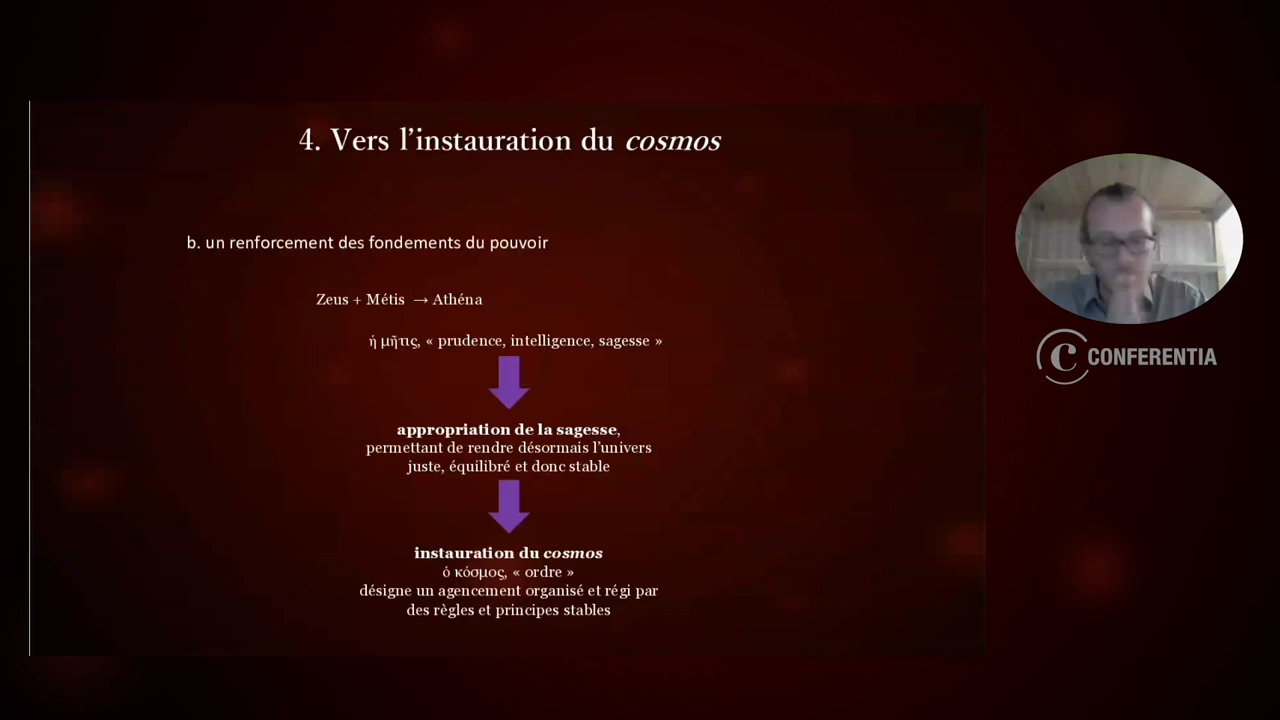 4. Vers l’instauration du cosmos
b. un renforcement des fondements du pouvoir
Zeus + Métis → Athéna
ἡ μῆτις, « prudence, intelligence, sagesse »
appropriation de la sagesse,
permettant de rendre désormais l’univers
juste, équilibré et donc stable
instauration du cosmos
ὁ κόσμος, « ordre »
désigne un agencement organisé et régi par
des règles et principes stables
C CONFERENTIA